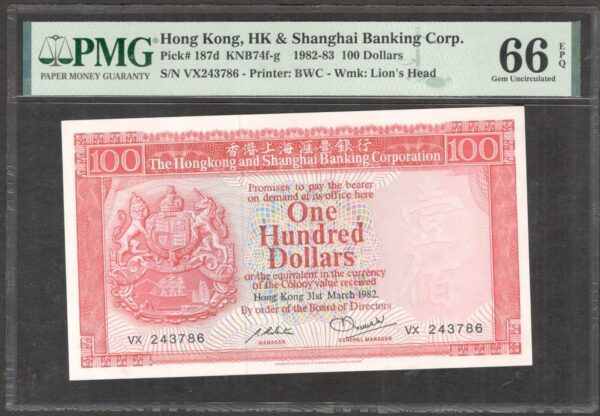 PMG
PAPER MONEY GUARANTY
Hong Kong, HK & Shanghai Banking Corp.
Pick# 187d KNB74f-g 1982-83 100 Dollars
S/N VX243786 - Printer: BWC - Wmk: Lion's Head
66 EPQ
Gem Uncirculated
香港上海滙豐銀行
100 The Hongkong and Shanghai Banking Corporation 100
Promises to pay the bearer
on demand at its office here
One
Hundred
Dollars
or the equivalent in the currency
of the Colony value received
Hong Kong 31st March 1982.
By order of the Board of Directors
壹佰
VX 243786
MANAGER
GENERAL MANAGER
VX 243786